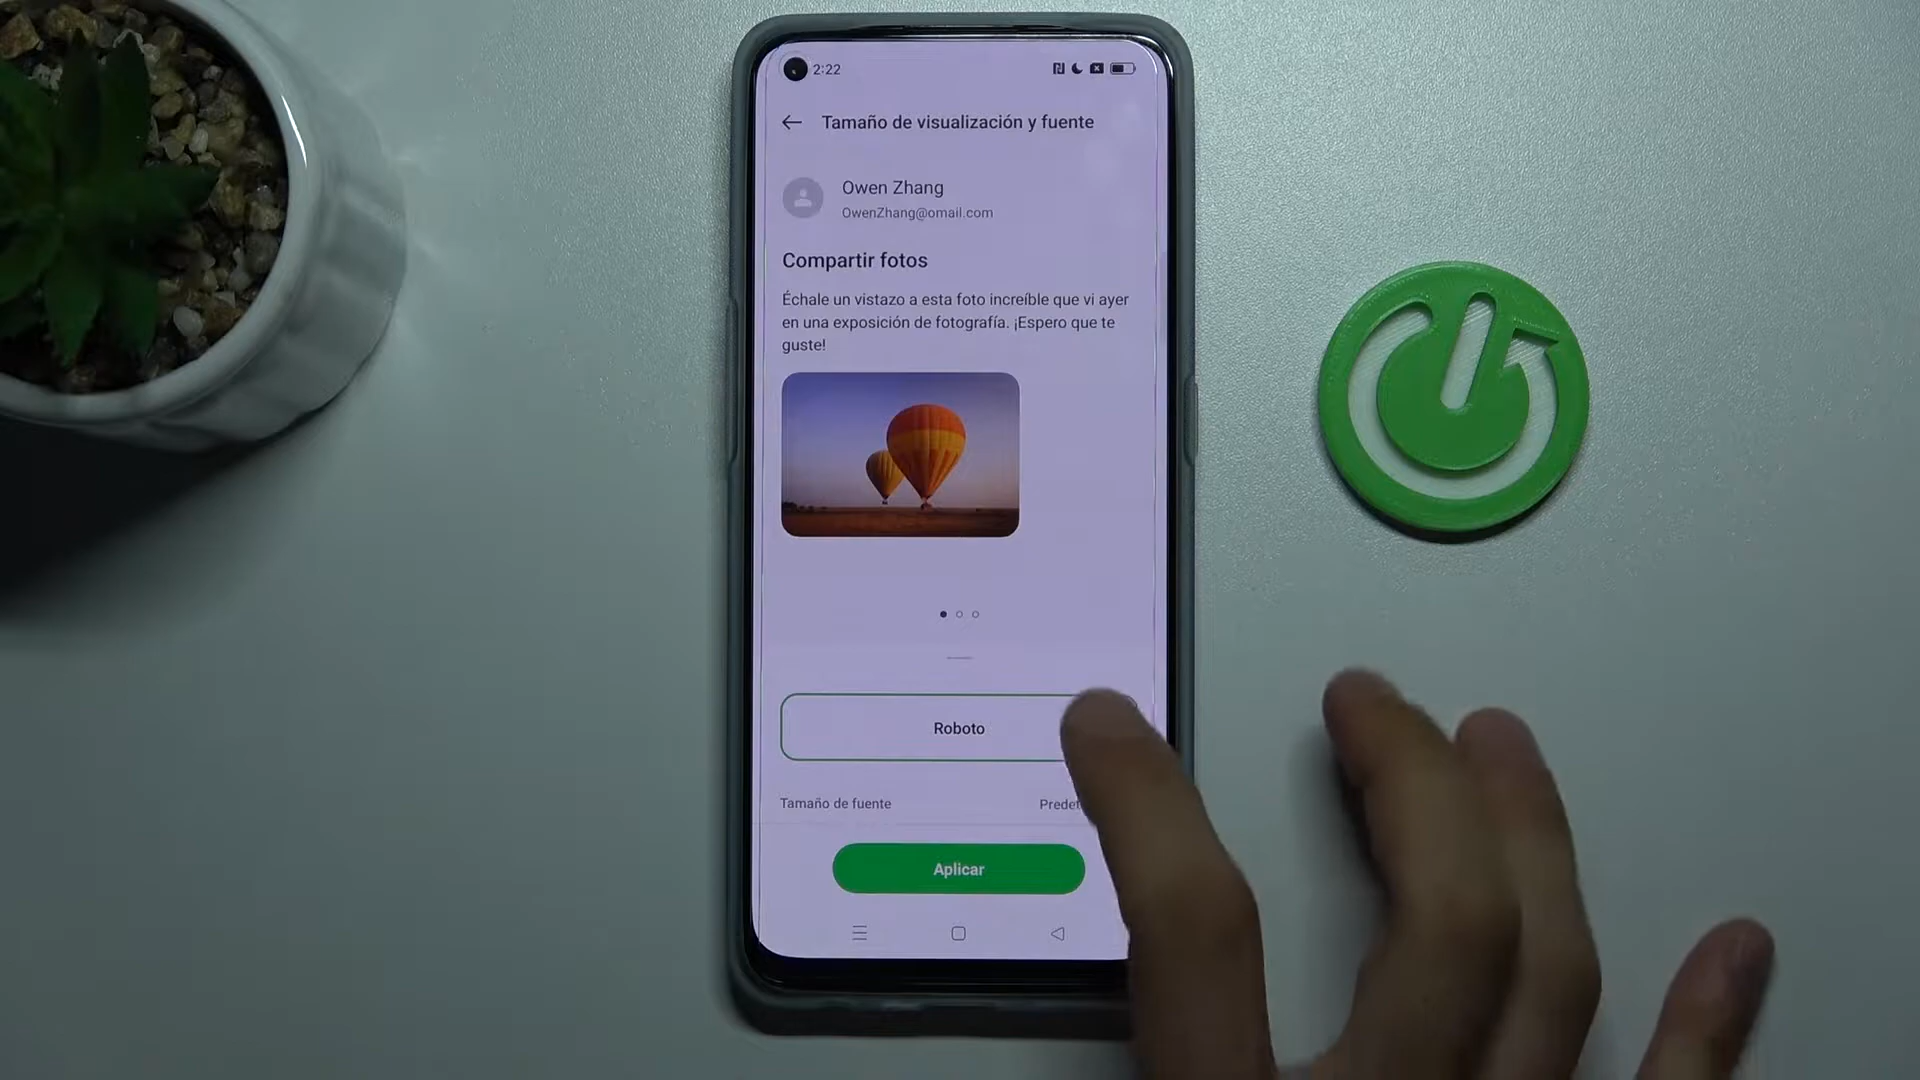 2:22
Tamaño de visualización y fuente
Owen Zhang
OwenZhang@omail.com
Compartir fotos
Échale un vistazo a esta foto increíble que vi ayer
en una exposición de fotografía. ¡Espero que te
guste!
Roboto
Tamaño de fuente
Aplicar